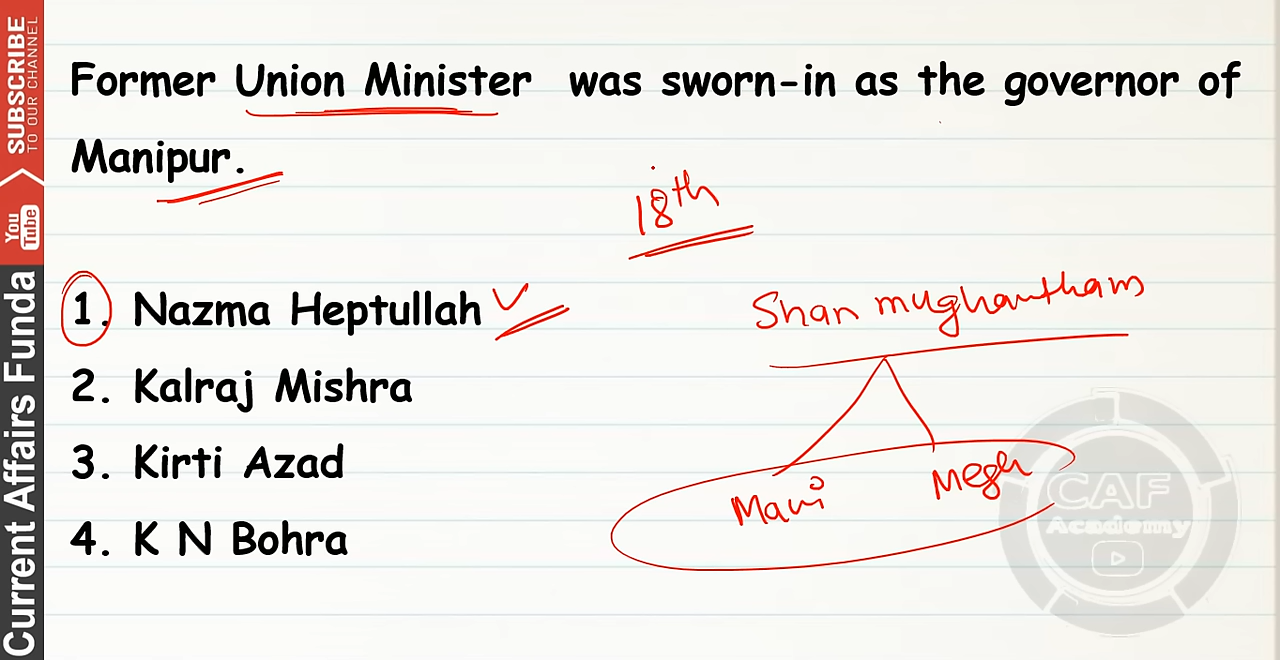 SUBSCRIBE
TO OUR CHANNEL
You
Tube
Current Affairs Funda
Former Union Minister was sworn-in as the governor of
Manipur.
18th
1. Nazma Heptullah
Shan mughantham
2. Kalraj Mishra
3. Kirti Azad
Mani Megh
4. K N Bohra
CAF
Academy